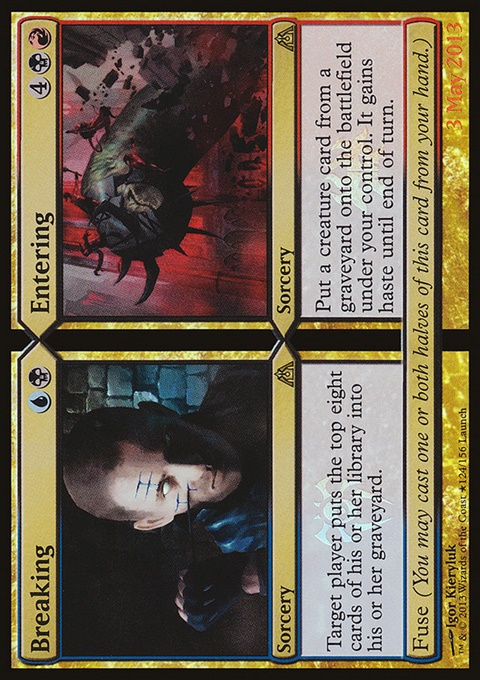 Breaking
Sorcery
Target player puts the top eight
cards of his or her library into
his or her graveyard.
Entering
4
Sorcery
Put a creature card from a
graveyard onto the battlefield
under your control. It gains
haste until end of turn.
3 May 2013
Fuse (You may cast one or both halves of this card from your hand.)
Igor Kieryluk
™ & © 2013 Wizards of the Coast ★124/156 Launch